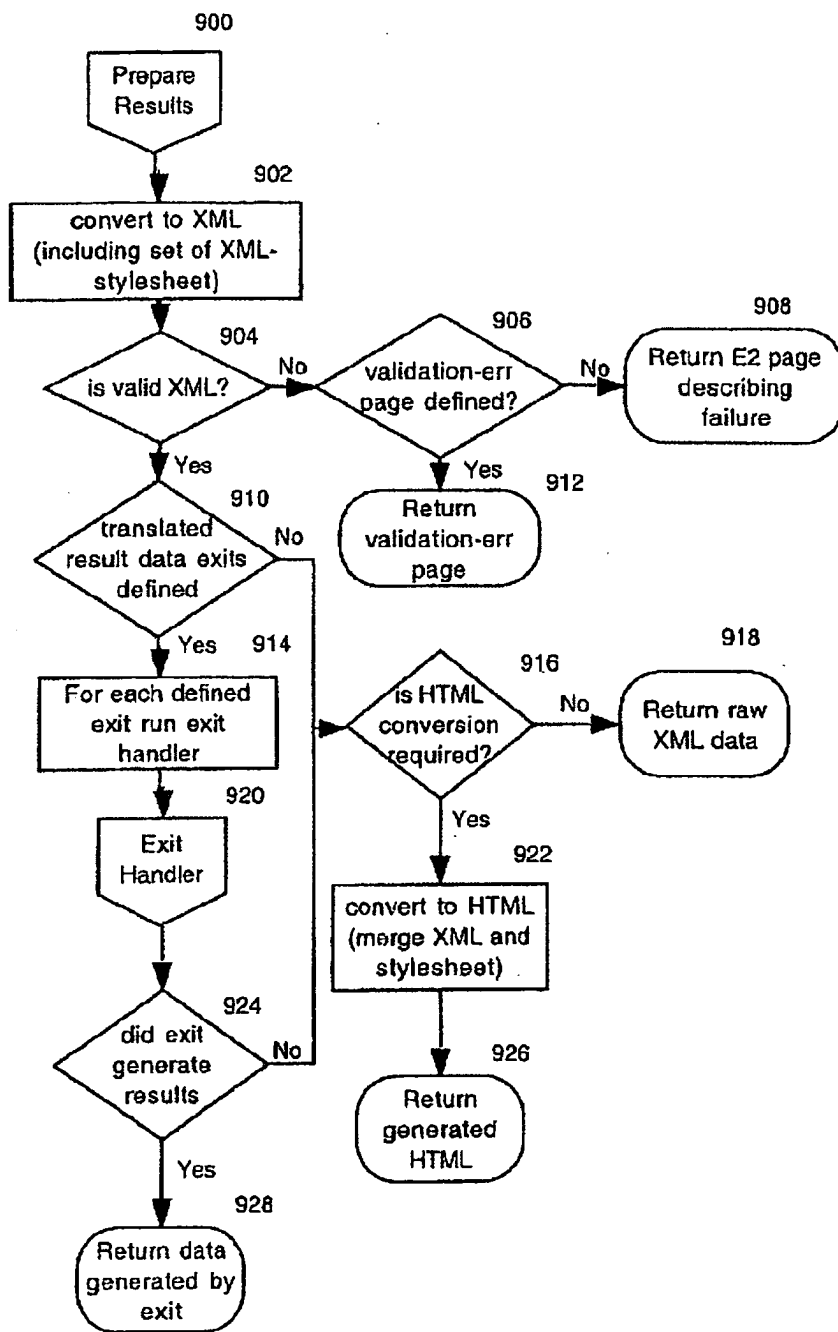 900
Prepare
Results
902
convert to XML
(including set of XML-
stylesheet)
904
is valid XML?
No
906
validation-err
page defined?
No
908
Return E2 page
describing
failure
Yes
Yes
912
Return
validation-err
page
910
translated
result data exits
defined
No
Yes
914
For each defined
exit run exit
handler
916
is HTML
conversion
required?
No
918
Return raw
XML data
920
Exit
Handler
Yes
922
convert to HTML
(merge XML and
stylesheet)
924
did exit
generate
results
No
926
Return
generated
HTML
Yes
928
Return data
generated by
exit